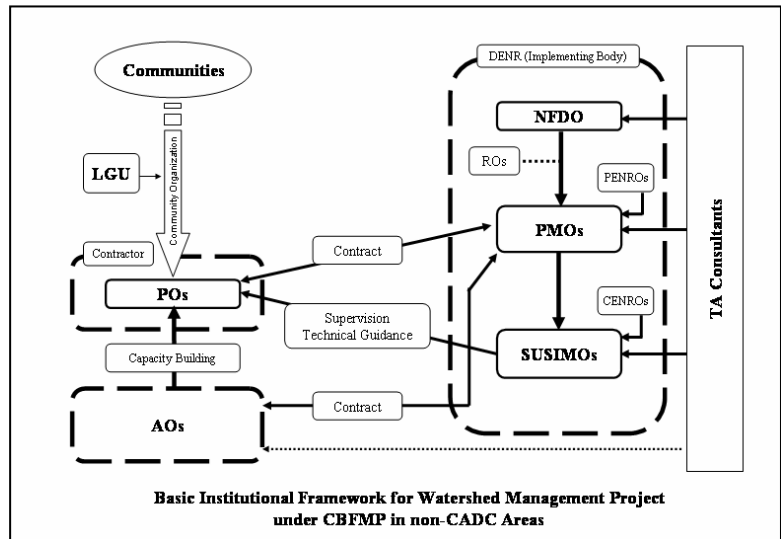 Communities
DENR (Implementing Body)
NFDO
LGU
Community Organization
ROs
PENROs
Contractor
Contract
PMOs
TA Consultants
POs
Supervision
Technical Guidance
CENROs
Capacity Building
SUSIMOs
AOs
Contract
Basic Institutional Framework for Watershed Management Project
under CBFMP in non-CADC Areas